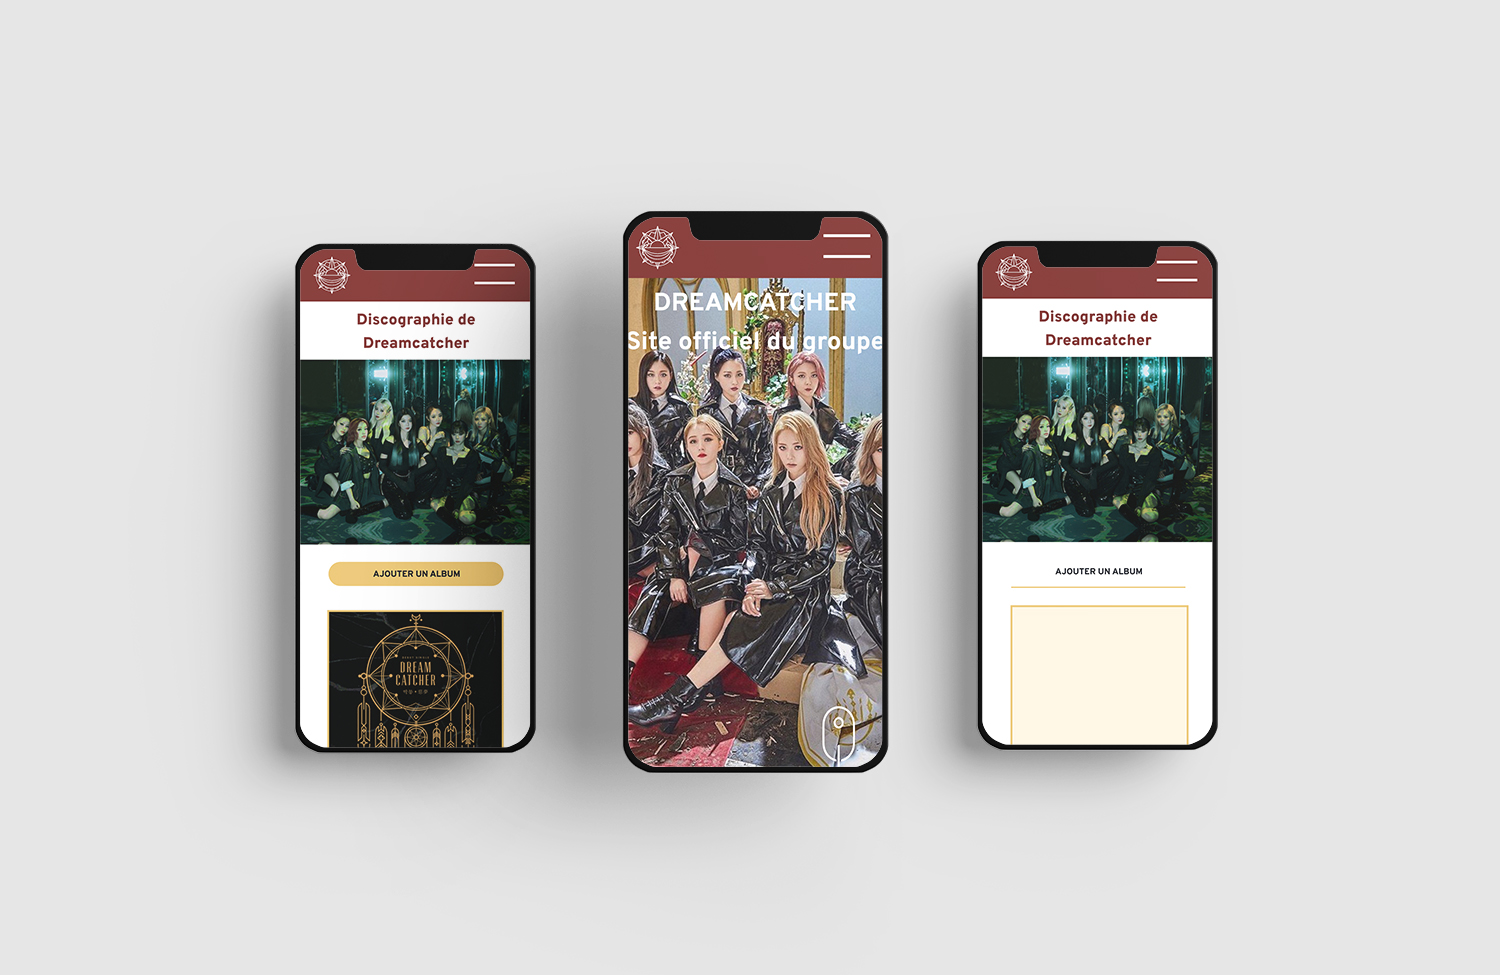 Discographie de
Dreamcatcher
AJOUTER UN ALBUM
DREAM
CATCHER
DREAMCATCHER
Site officiel du groupe
Discographie de
Dreamcatcher
AJOUTER UN ALBUM